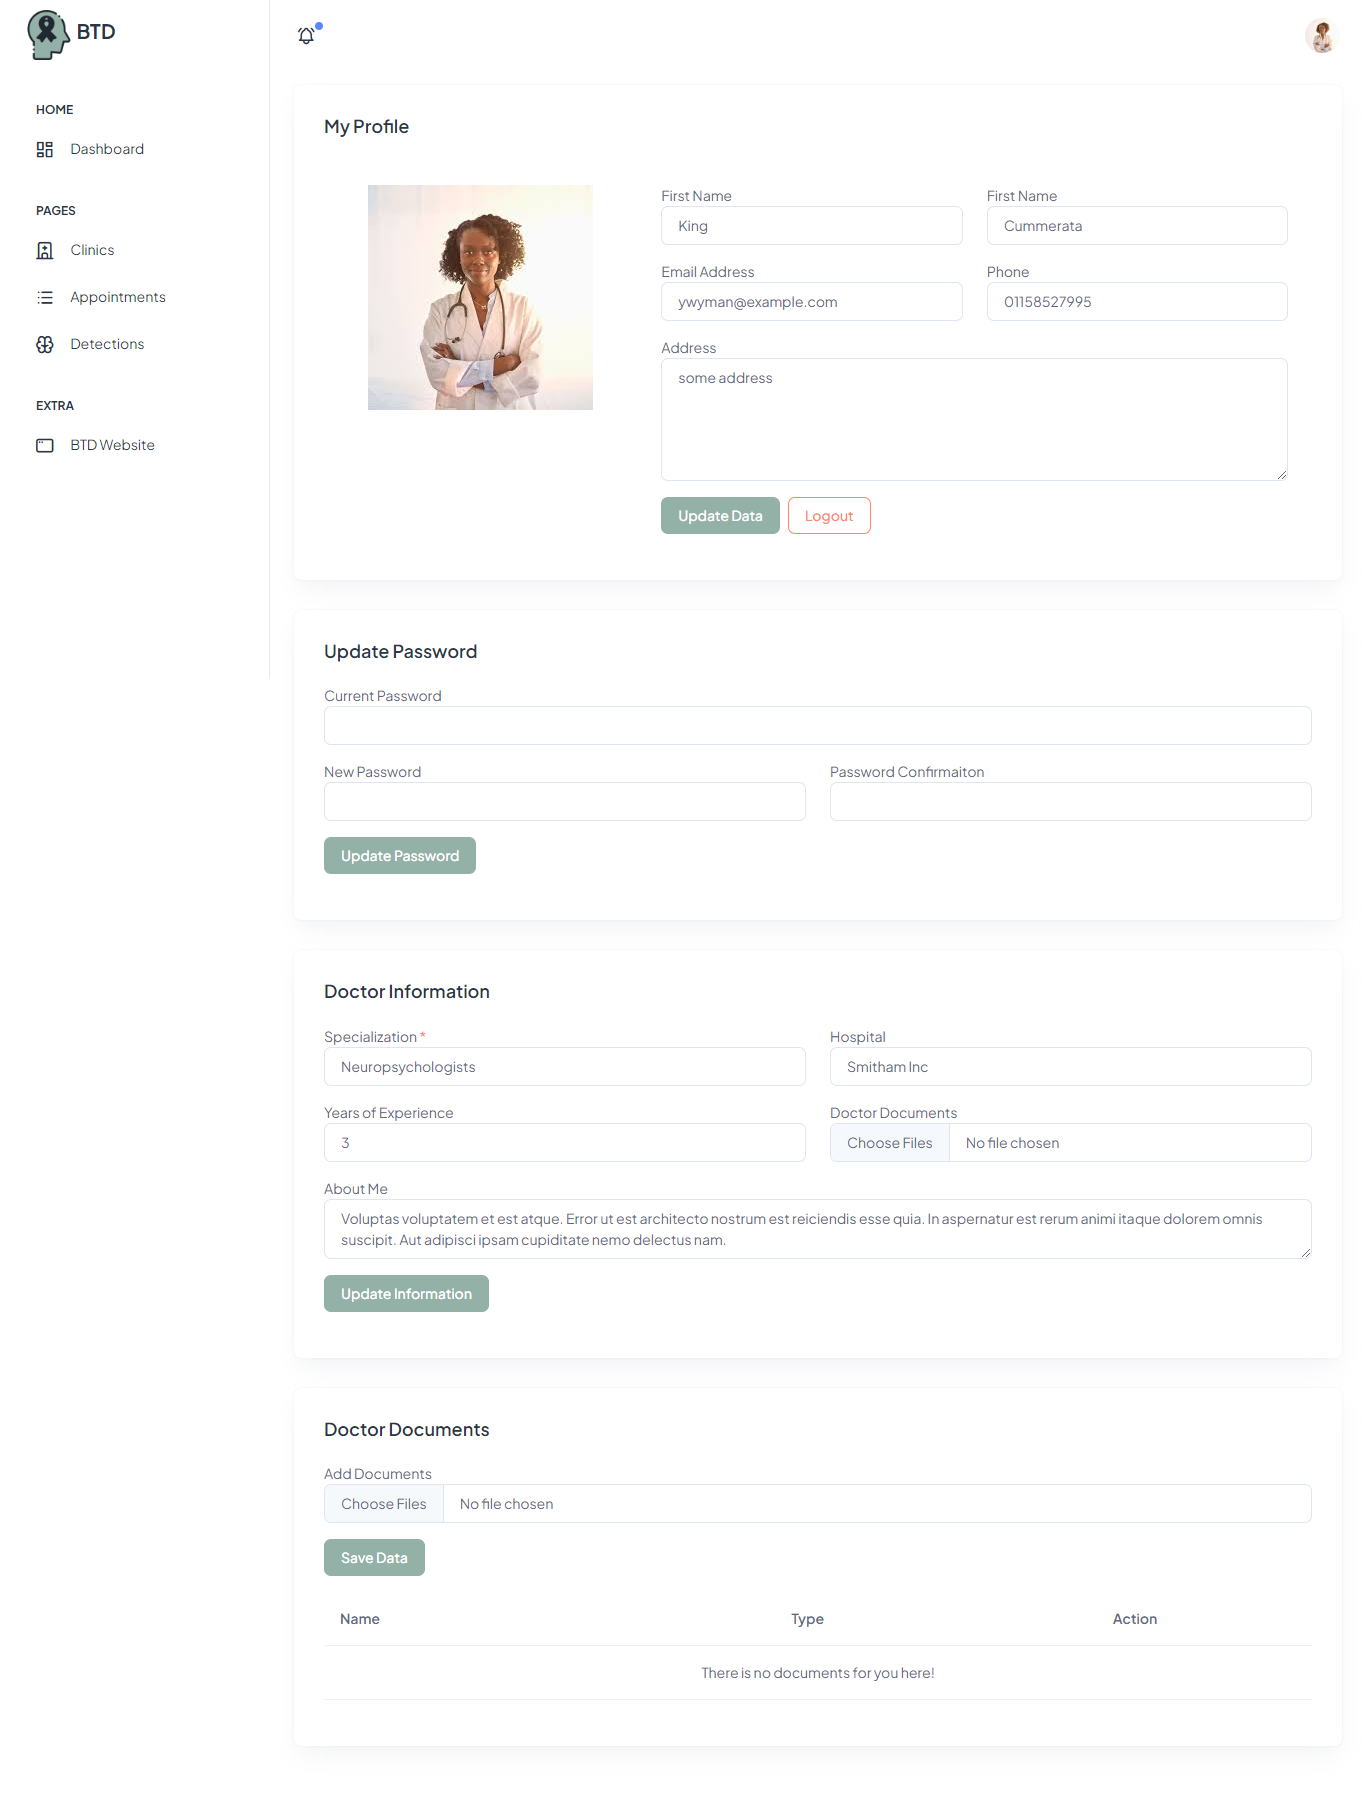 BTD
HOME
Dashboard
PAGES
Clinics
Appointments
Detections
EXTRA
BTD Website
My Profile
First Name
First Name
King
Cummerata
Email Address
Phone
ywyman@example.com
01158527995
Address
some address
Update Data
Logout
Update Password
Current Password
New Password
Password Confirmaiton
Update Password
Doctor Information
Specialization *
Hospital
Neuropsychologists
Smitham Inc
Years of Experience
Doctor Documents
3
Choose Files
No file chosen
About Me
Voluptas voluptatem et est atque. Error ut est architecto nostrum est reiciendis esse quia. In aspernatur est rerum animi itaque dolorem omnis
suscipit. Aut adipisci ipsam cupiditate nemo delectus nam.
Update Information
Doctor Documents
Add Documents
Choose Files
No file chosen
Save Data
Name
Type
Action
There is no documents for you here!